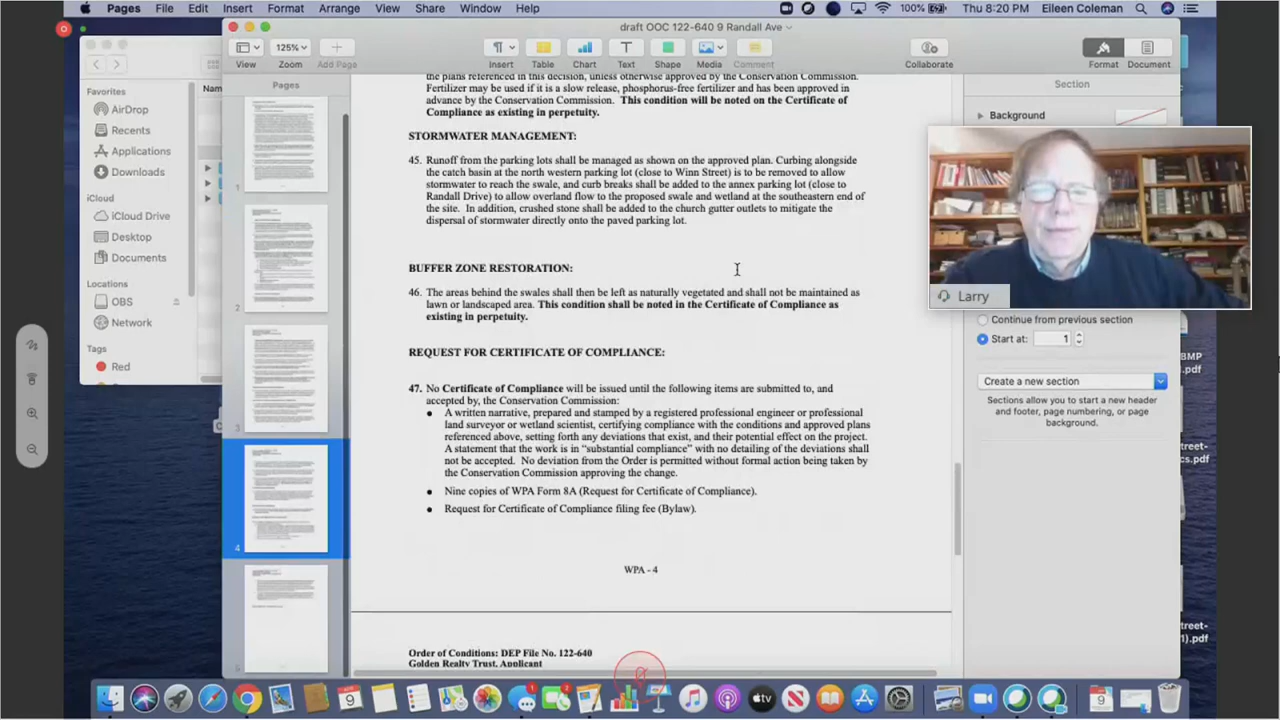 Pages File Edit Insert Format Arrange View Share Window Help
100% Thu 8:20 PM Eileen Coleman
draft OOC 122-640 9 Randall Ave
125%
View Zoom Add Page Insert Table Chart Text Shape Media Comment Collaborate Format Document
Pages
Section
Favorites
AirDrop
Recents
Applications
Downloads
iCloud
iCloud Drive
Desktop
Documents
Locations
OBS
Network
Tags
Red
Nam
1
2
3
4
5
the plans referenced in this decision, unless otherwise approved by the Conservation Commission.
Fertilizer may be used if it is a slow release, phosphorus-free fertilizer and has been approved in
advance by the Conservation Commission. This condition will be noted on the Certificate of
Compliance as existing in perpetuity.
STORMWATER MANAGEMENT:
45. Runoff from the parking lots shall be managed as shown on the approved plan. Curbing alongside
the catch basin at the north western parking lot (close to Winn Street) is to be removed to allow
stormwater to reach the swale, and curb breaks shall be added to the annex parking lot (close to
Randall Drive) to allow overland flow to the proposed swale and wetland at the southeastern end of
the site. In addition, crushed stone shall be added to the church gutter outlets to mitigate the
dispersal of stormwater directly onto the paved parking lot.
BUFFER ZONE RESTORATION:
46. The areas behind the swales shall then be left as naturally vegetated and shall not be maintained as
lawn or landscaped area. This condition shall be noted in the Certificate of Compliance as
existing in perpetuity.
REQUEST FOR CERTIFICATE OF COMPLIANCE:
47. No Certificate of Compliance will be issued until the following items are submitted to, and
accepted by, the Conservation Commission:
• A written narrative, prepared and stamped by a registered professional engineer or professional
land surveyor or wetland scientist, certifying compliance with the conditions and approved plans
referenced above, setting forth any deviations that exist, and their potential effect on the project.
A statement that the work is in "substantial compliance" with no detailing of the deviations shall
not be accepted. No deviation from the Order is permitted without formal action being taken by
the Conservation Commission approving the change.
• Nine copies of WPA Form 8A (Request for Certificate of Compliance).
• Request for Certificate of Compliance filing fee (Bylaw).
WPA - 4
Order of Conditions: DEP File No. 122-640
Golden Realty Trust, Applicant
Background
Larry
Continue from previous section
Start at: 1
Create a new section
Sections allow you to start a new header
and footer, page numbering, or page
background.
BMP
.pdf
treet-
cs.pdf
treet-
1).pdf